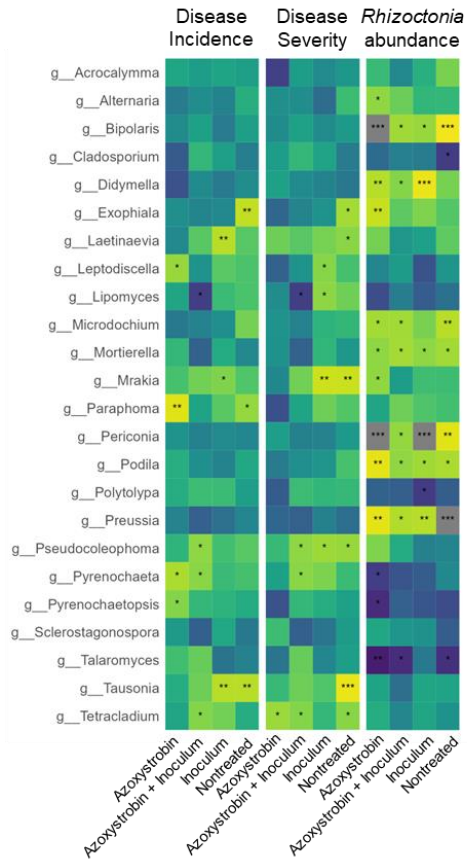 Disease Incidence
Disease Severity
Rhizoctonia abundance
g__Acrocalymma
g__Alternaria *
g__Bipolaris *** * * ***
g__Cladosporium *
g__Didymella ** * ***
g__Exophiala ** * **
g__Laetinaevia ** *
g__Leptodiscella * *
g__Lipomyces * * *
g__Microdochium * * **
g__Mortierella * * * *
g__Mrakia * ** ** *
g__Paraphoma ** *
g__Periconia *** * *** **
g__Podila ** * * *
g__Polytolypa *
g__Preussia ** * ** ***
g__Pseudocoleophoma * * * *
g__Pyrenochaeta * * * *
g__Pyrenochaetopsis * *
g__Sclerostagonospora
g__Talaromyces ** * *
g__Tausonia ** ** ***
g__Tetracladium * * * *
Azoxystrobin
Azoxystrobin + Inoculum
Inoculum
Nontreated
Azoxystrobin
Azoxystrobin + Inoculum
Inoculum
Nontreated
Azoxystrobin
Azoxystrobin + Inoculum
Inoculum
Nontreated